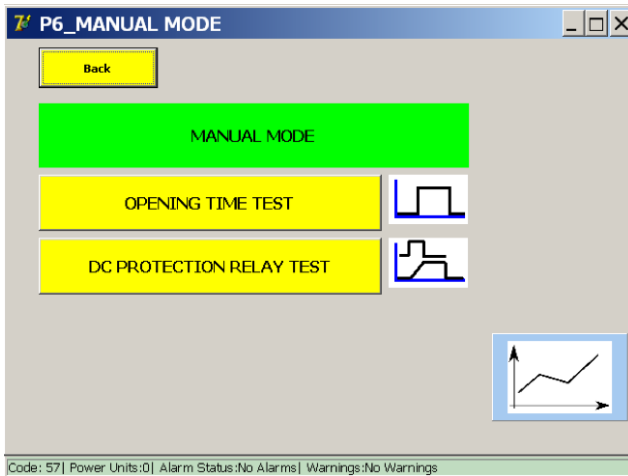 P6_MANUAL MODE
Back
MANUAL MODE
OPENING TIME TEST
DC PROTECTION RELAY TEST
Code: 57| Power Units:0| Alarm Status:No Alarms| Warnings:No Warnings